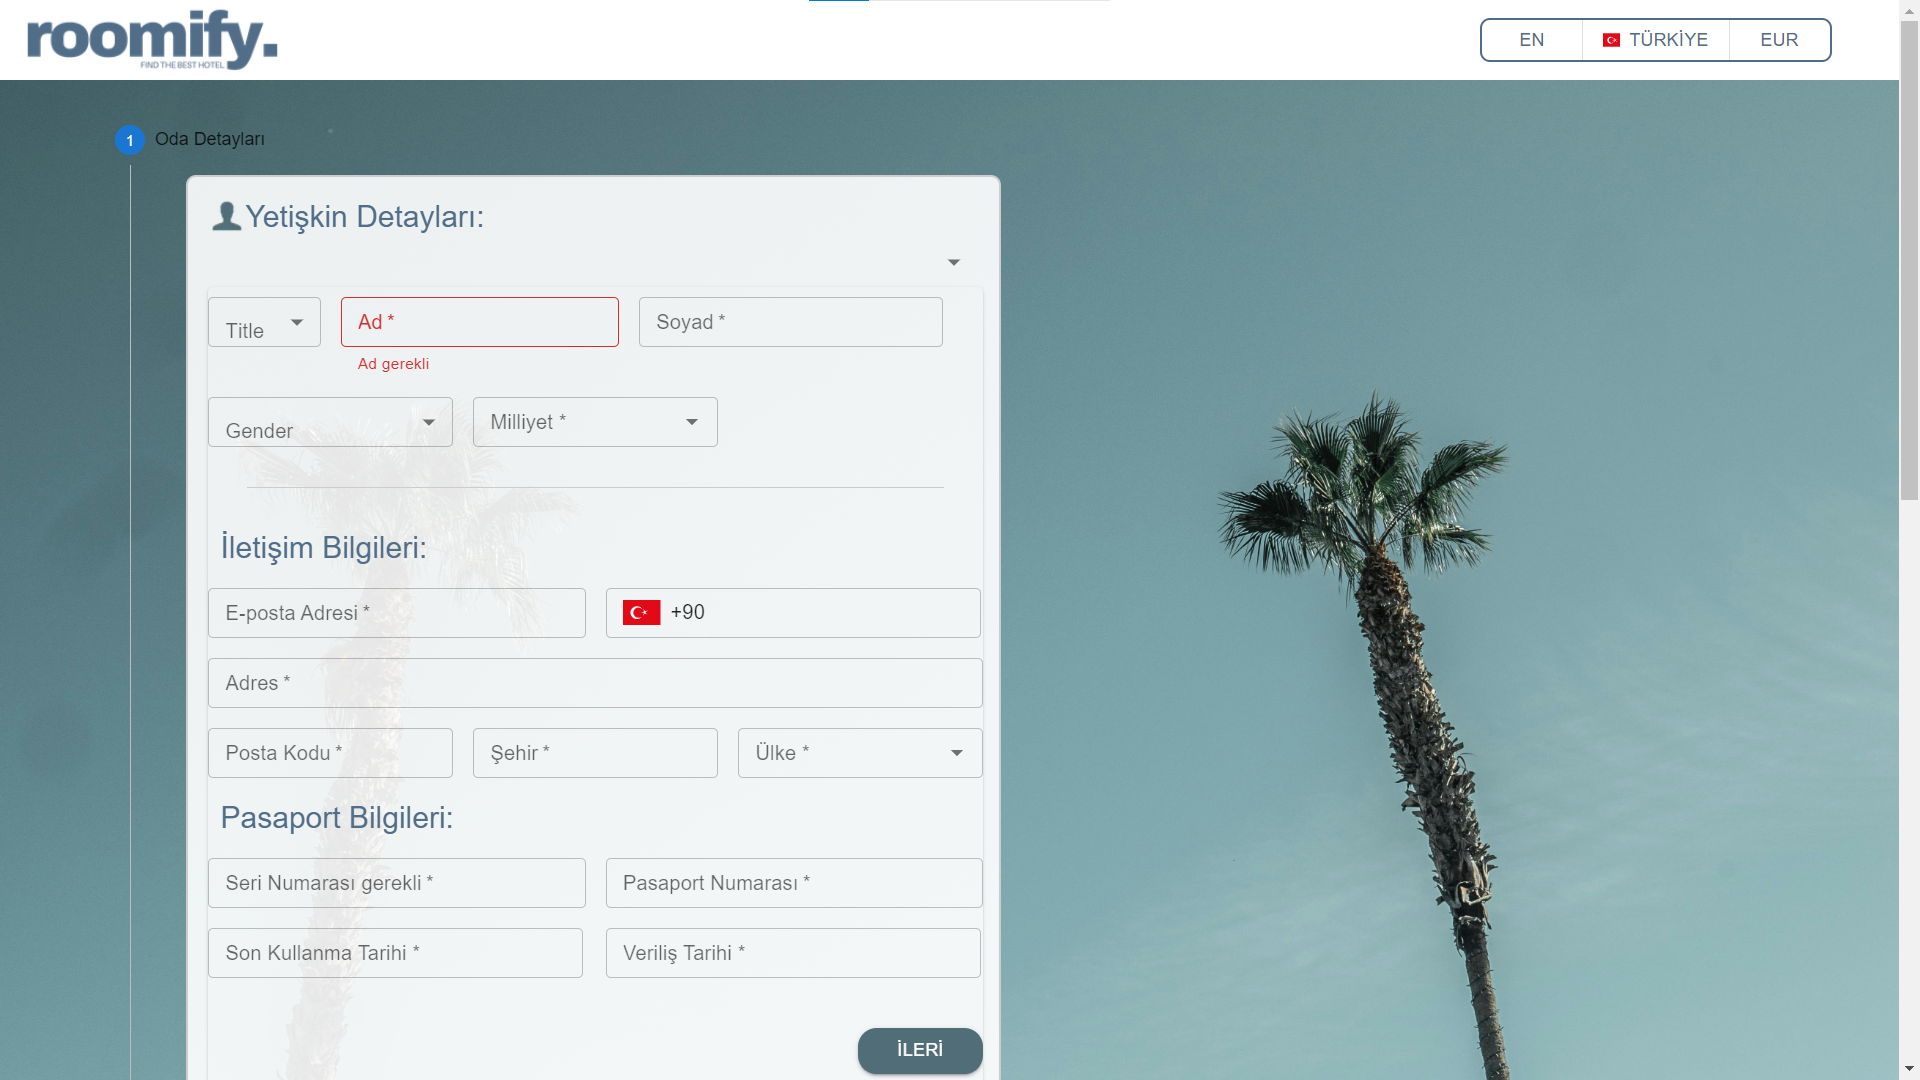 roomify.
FIND THE BEST HOTEL
EN TÜRKİYE EUR
1 Oda Detayları
Yetişkin Detayları:
Title Ad * Soyad *
Ad gerekli
Gender Milliyet *
İletişim Bilgileri:
E-posta Adresi * +90
Adres *
Posta Kodu * Şehir * Ülke *
Pasaport Bilgileri:
Seri Numarası gerekli * Pasaport Numarası *
Son Kullanma Tarihi * Veriliş Tarihi *
İLERİ